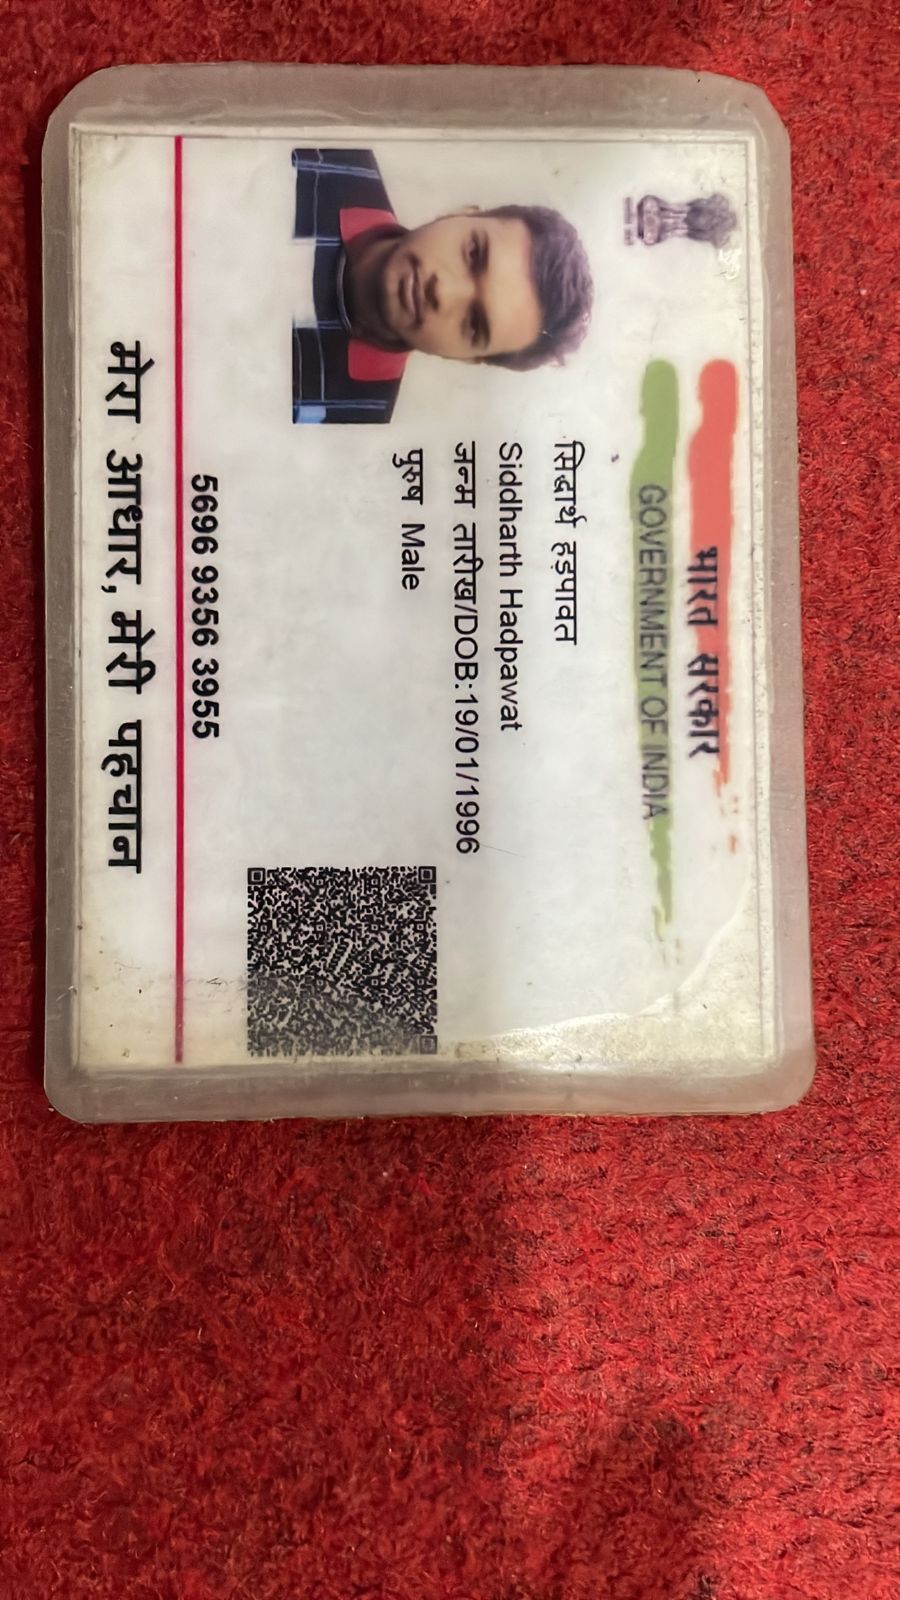 भारत सरकार
GOVERNMENT OF INDIA
सिद्धार्थ हड़पावत
Siddharth Hadpawat
जन्म तारीख/DOB:19/01/1996
पुरुष Male
5696 9356 3955
मेरा आधार, मेरी पहचान